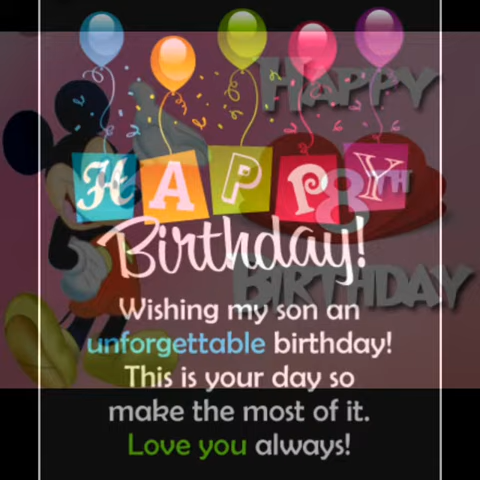 HAPPY
8TH
BIRTHDAY
HAPPY
Birthday!
Wishing my son an
unforgettable birthday!
This is your day so
make the most of it.
Love you always!